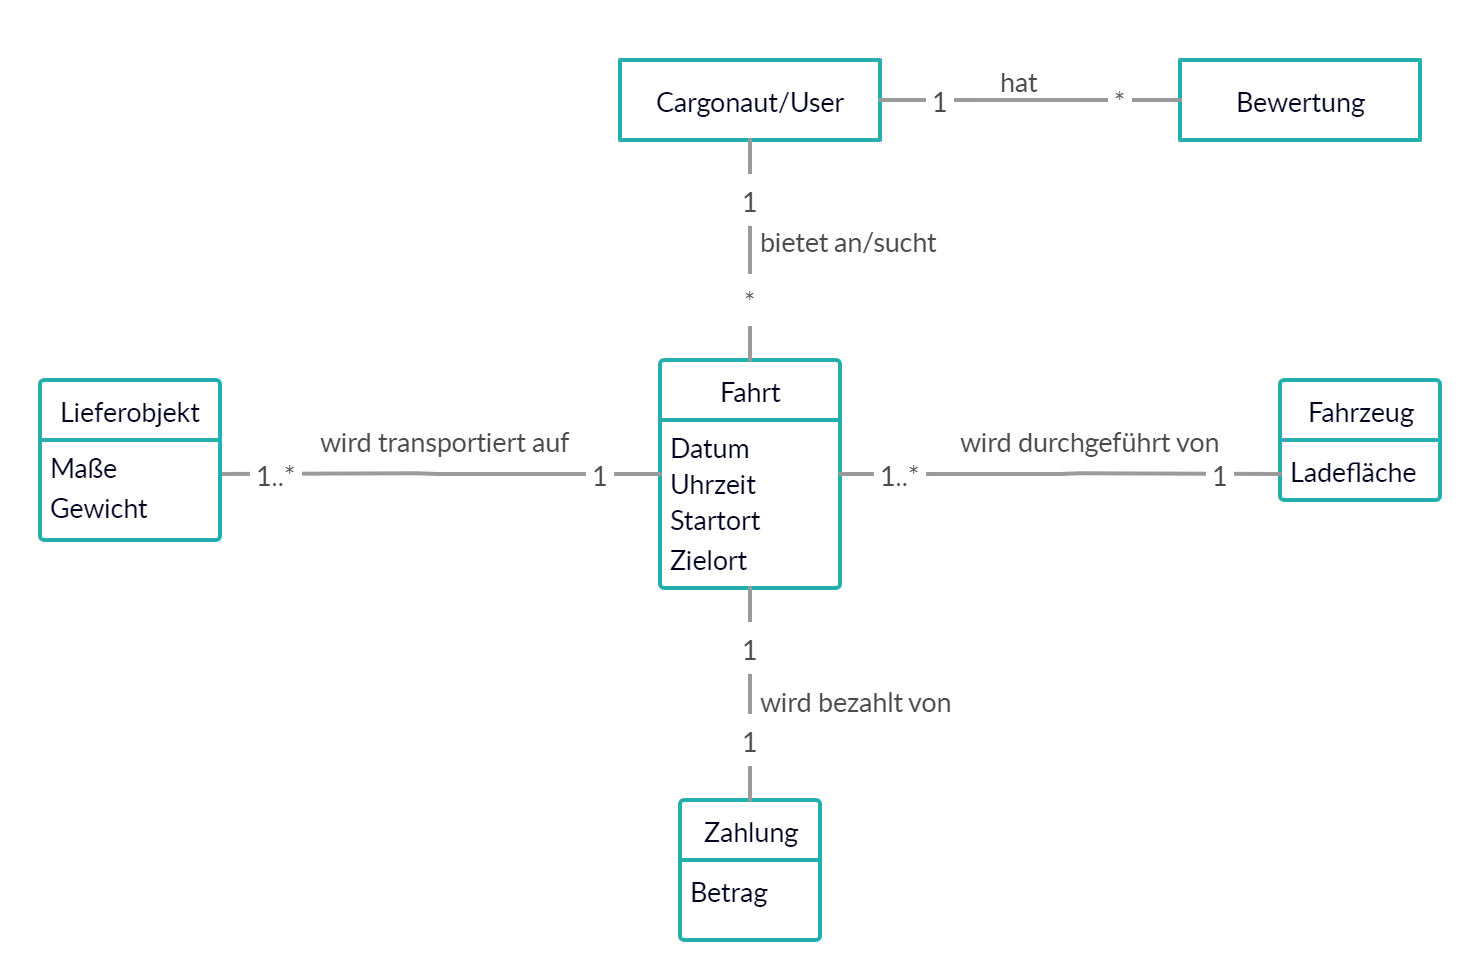 hat
Cargonaut/User
1
*
Bewertung
1
bietet an/sucht
*
Fahrt
Datum
Uhrzeit
Startort
Zielort
Lieferobjekt
Maße
Gewicht
wird transportiert auf
1..*
1
wird durchgeführt von
1..*
1
Fahrzeug
Ladefläche
1
wird bezahlt von
1
Zahlung
Betrag